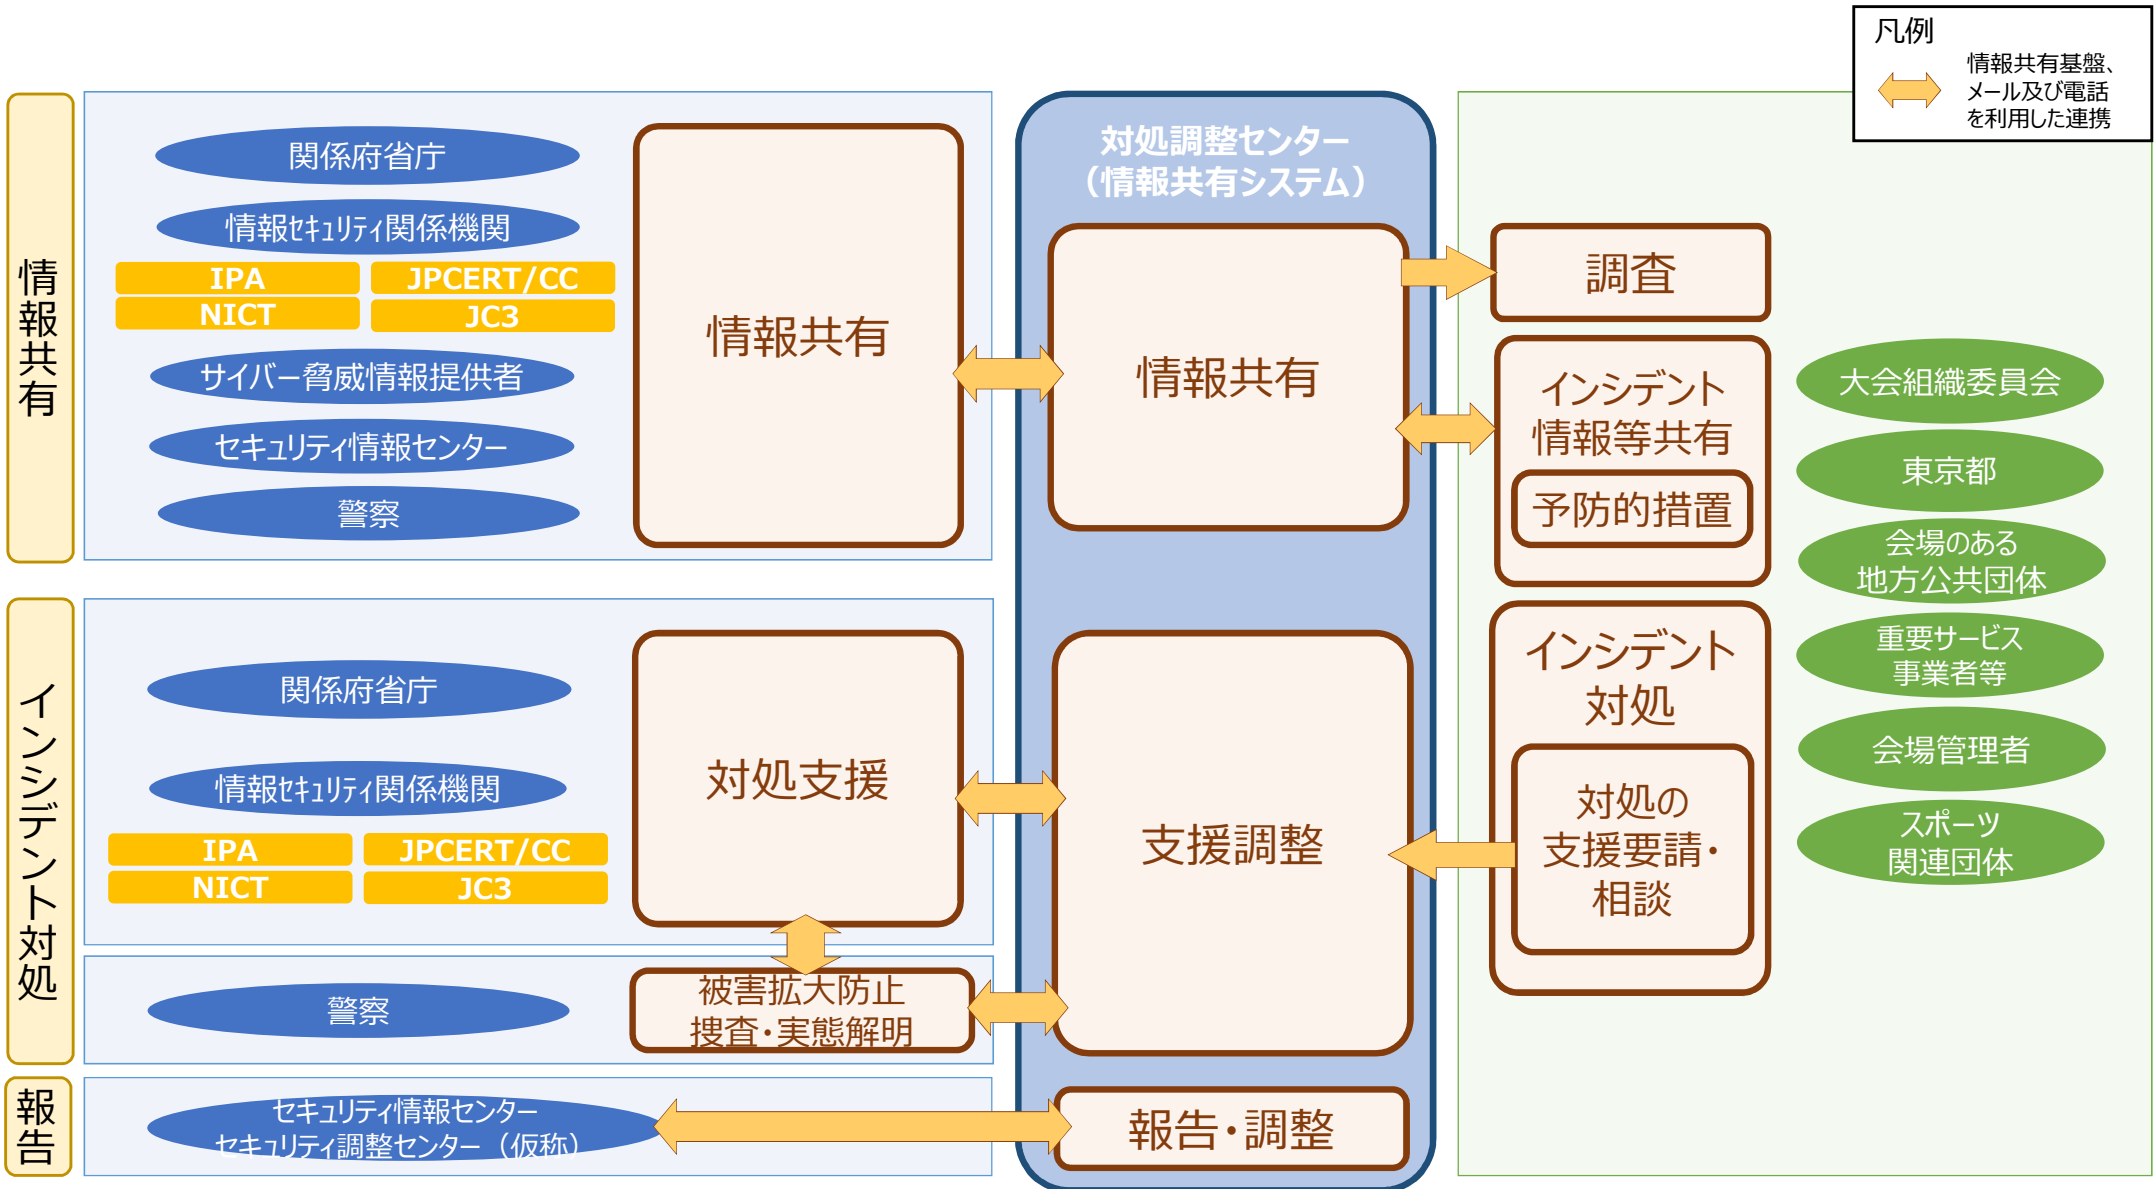 凡例
情報共有基盤、
メール及び電話
を利用した連携
情報共有
関係府省庁
情報ｾｷｭﾘﾃｨ関係機関
IPA
JPCERT/CC
NICT
JC3
サイバー脅威情報提供者
セキュリティ情報センター
警察
情報共有
対処調整センター
（情報共有システム）
情報共有
調査
インシデント
情報等共有
予防的措置
大会組織委員会
東京都
会場のある
地方公共団体
重要サービス
事業者等
会場管理者
スポーツ
関連団体
インシデント対処
関係府省庁
情報ｾｷｭﾘﾃｨ関係機関
IPA
JPCERT/CC
NICT
JC3
対処支援
支援調整
インシデント
対処
対処の
支援要請・
相談
警察
被害拡大防止
捜査・実態解明
報告
セキュリティ情報センター
セキュリティ調整センター（仮称）
報告・調整